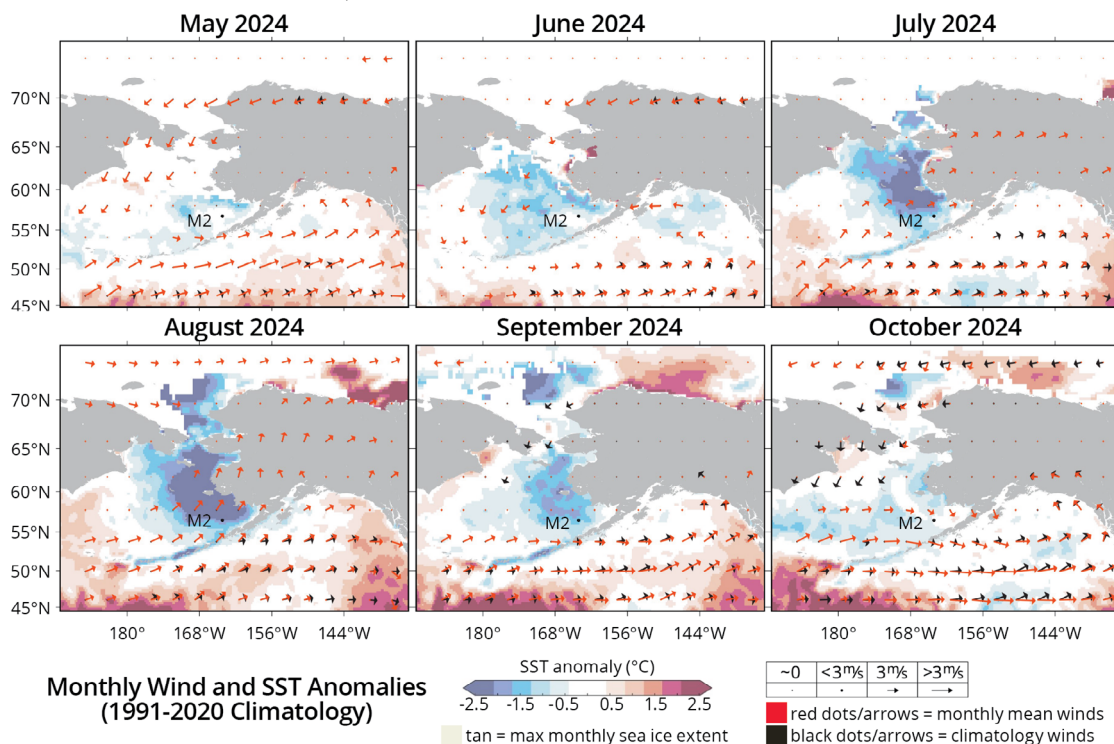 May 2024 June 2024 July 2024
70°N
65°N
60°N
55°N
50°N
45°N
M2 M2 M2
August 2024 September 2024 October 2024
70°N
65°N
60°N
55°N
50°N
45°N
M2 M2 M2
180° 168°W 156°W 144°W 180° 168°W 156°W 144°W 180° 168°W 156°W 144°W
Monthly Wind and SST Anomalies
(1991-2020 Climatology)
SST anomaly (°C)
-2.5 -1.5 -0.5 0.5 1.5 2.5
tan = max monthly sea ice extent
~0 <3m/s 3m/s >3m/s
red dots/arrows = monthly mean winds
black dots/arrows = climatology winds